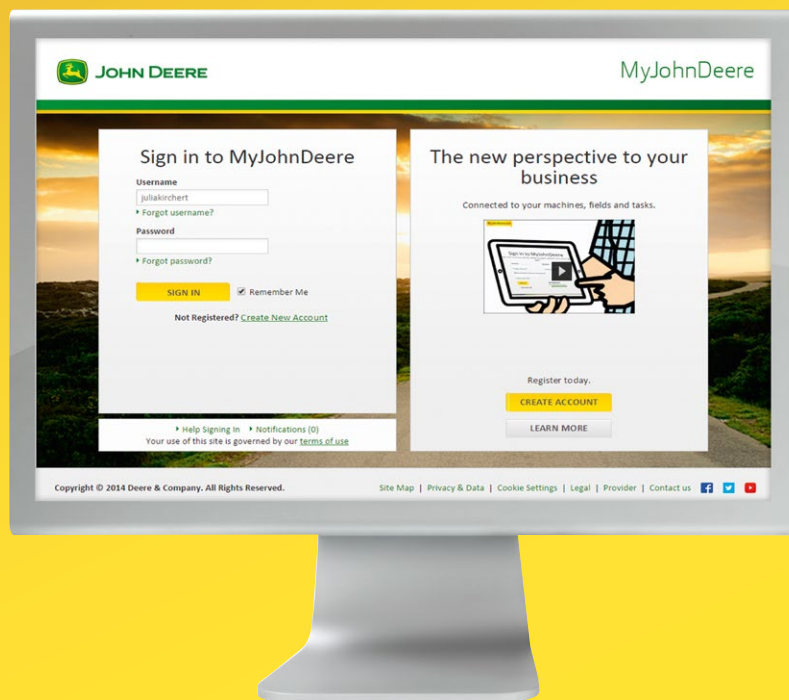 JOHN DEERE
MyJohnDeere
Sign in to MyJohnDeere
Username
juliakirchert
Forgot username?
Password
Forgot password?
SIGN IN
Remember Me
Not Registered? Create New Account
Help Signing In Notifications (0)
Your use of this site is governed by our terms of use
The new perspective to your
business
Connected to your machines, fields and tasks.
Sign in to MyJohnDeere
Register today.
CREATE ACCOUNT
LEARN MORE
Copyright © 2014 Deere & Company. All Rights Reserved.
Site Map | Privacy & Data | Cookie Settings | Legal | Provider | Contact us